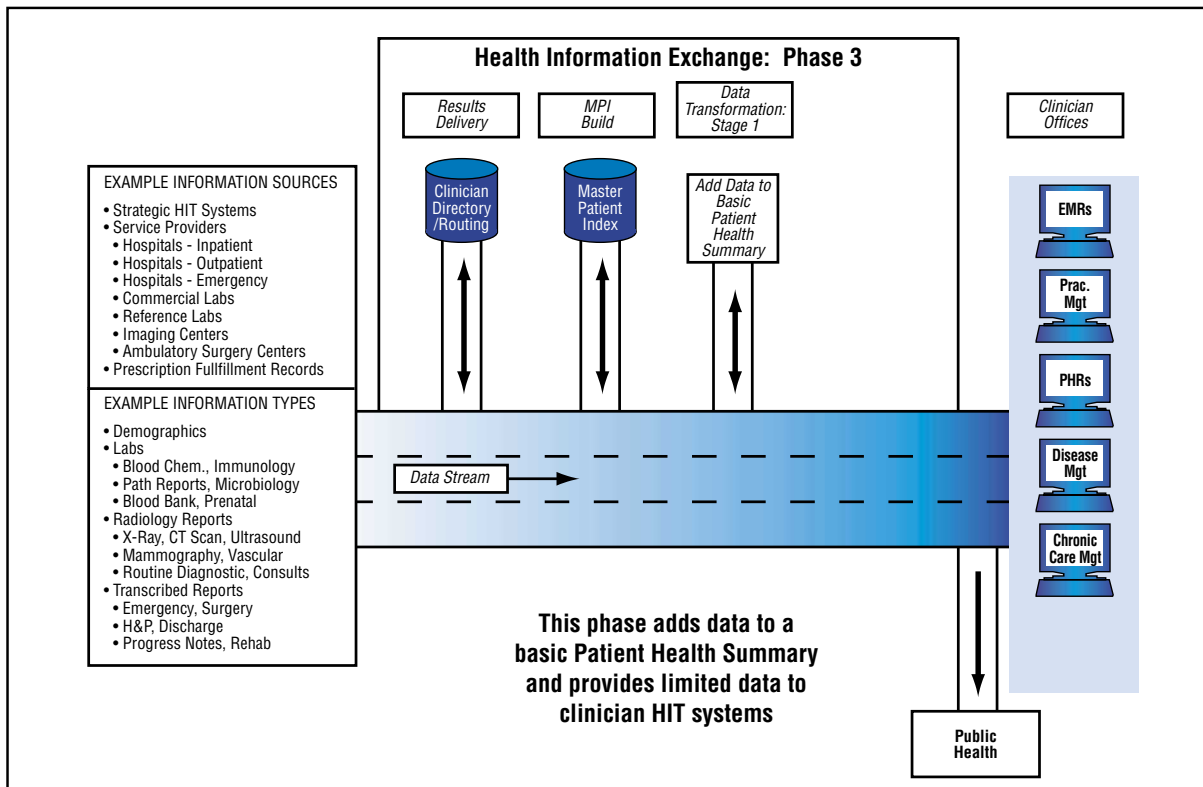 Health Information Exchange: Phase 3
Results
Delivery
MPI
Build
Data
Transformation:
Stage 1
Clinician
Offices
Clinician
Directory
/Routing
Master
Patient
Index
Add Data to
Basic
Patient
Health
Summary
EXAMPLE INFORMATION SOURCES
• Strategic HIT Systems
• Service Providers
• Hospitals - Inpatient
• Hospitals - Outpatient
• Hospitals - Emergency
• Commercial Labs
• Reference Labs
• Imaging Centers
• Ambulatory Surgery Centers
• Prescription Fullfillment Records
EXAMPLE INFORMATION TYPES
• Demographics
• Labs
• Blood Chem., Immunology
• Path Reports, Microbiology
• Blood Bank, Prenatal
• Radiology Reports
• X-Ray, CT Scan, Ultrasound
• Mammography, Vascular
• Routine Diagnostic, Consults
• Transcribed Reports
• Emergency, Surgery
• H&P, Discharge
• Progress Notes, Rehab
Data Stream
EMRs
Prac.
Mgt
PHRs
Disease
Mgt
Chronic
Care Mgt
This phase adds data to a
basic Patient Health Summary
and provides limited data to
clinician HIT systems
Public
Health